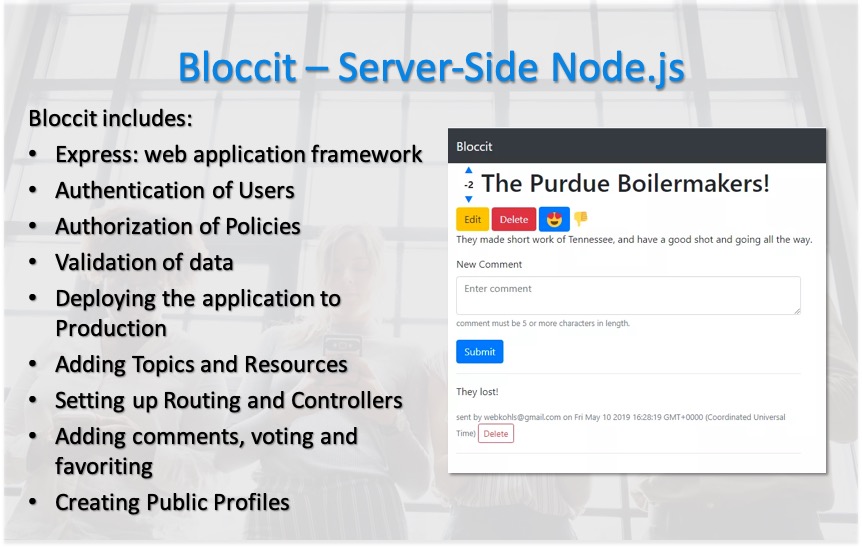 Bloccit – Server-Side Node.js
Bloccit includes:
• Express: web application framework
• Authentication of Users
• Authorization of Policies
• Validation of data
• Deploying the application to
Production
• Adding Topics and Resources
• Setting up Routing and Controllers
• Adding comments, voting and
favoriting
• Creating Public Profiles
Bloccit
-2 The Purdue Boilermakers!
Edit Delete
They made short work of Tennessee, and have a good shot and going all the way.
New Comment
Enter comment
comment must be 5 or more characters in length.
Submit
They lost!
sent by webkohls@gmail.com on Fri May 10 2019 16:28:19 GMT+0000 (Coordinated Universal
Time) Delete